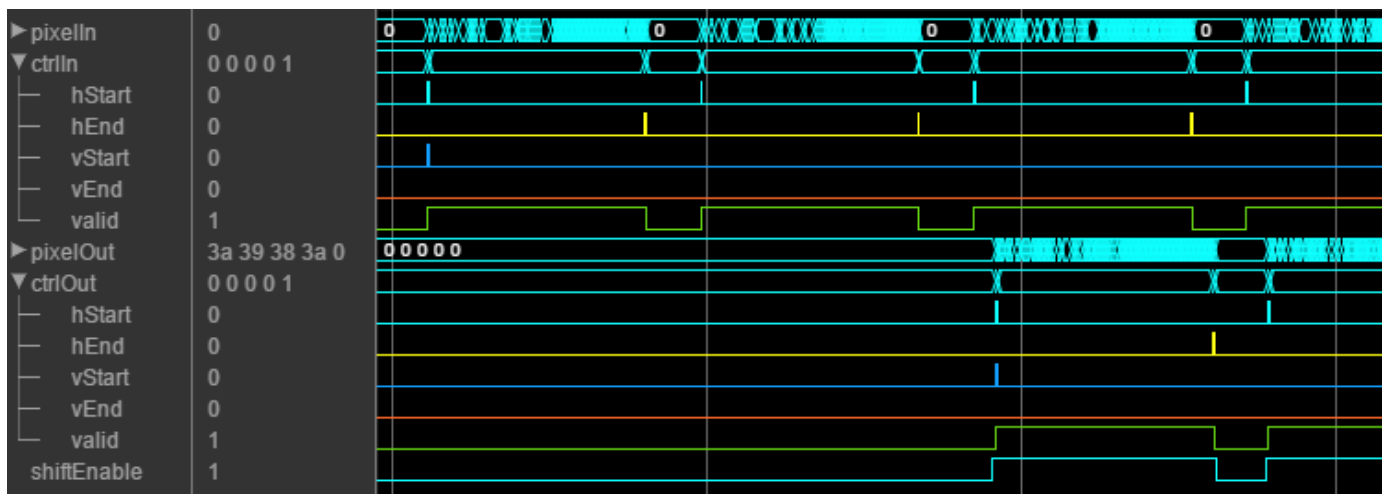 pixelIn 0 0 0 0 0
ctrlIn 0 0 0 0 1
hStart 0
hEnd 0
vStart 0
vEnd 0
valid 1
pixelOut 3a 39 38 3a 0 0 0 0 0 0
ctrlOut 0 0 0 0 1
hStart 0
hEnd 0
vStart 0
vEnd 0
valid 1
shiftEnable 1